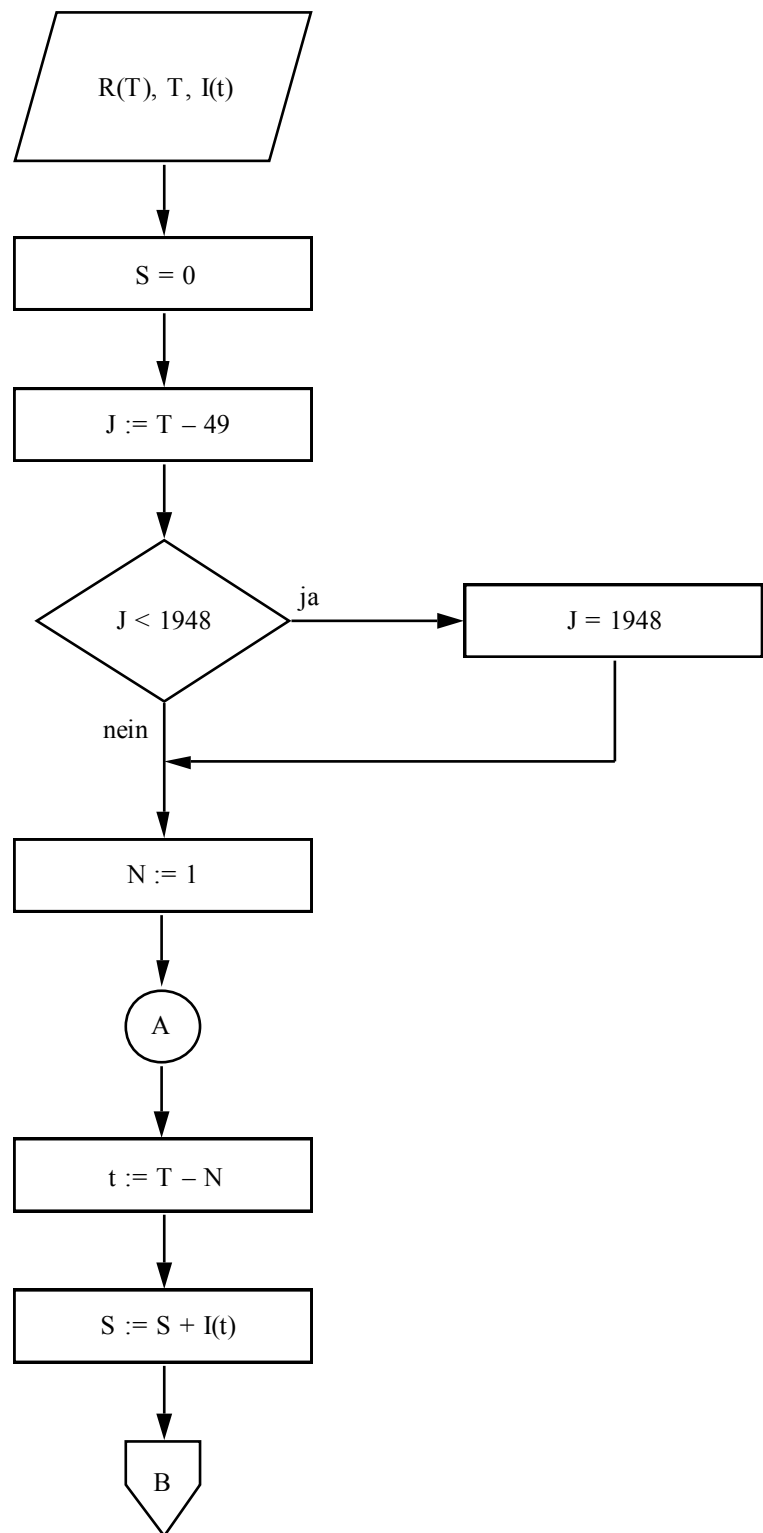 R(T), T, I(t)
S = 0
J := T – 49
J < 1948
ja
J = 1948
nein
N := 1
A
t := T – N
S := S + I(t)
B